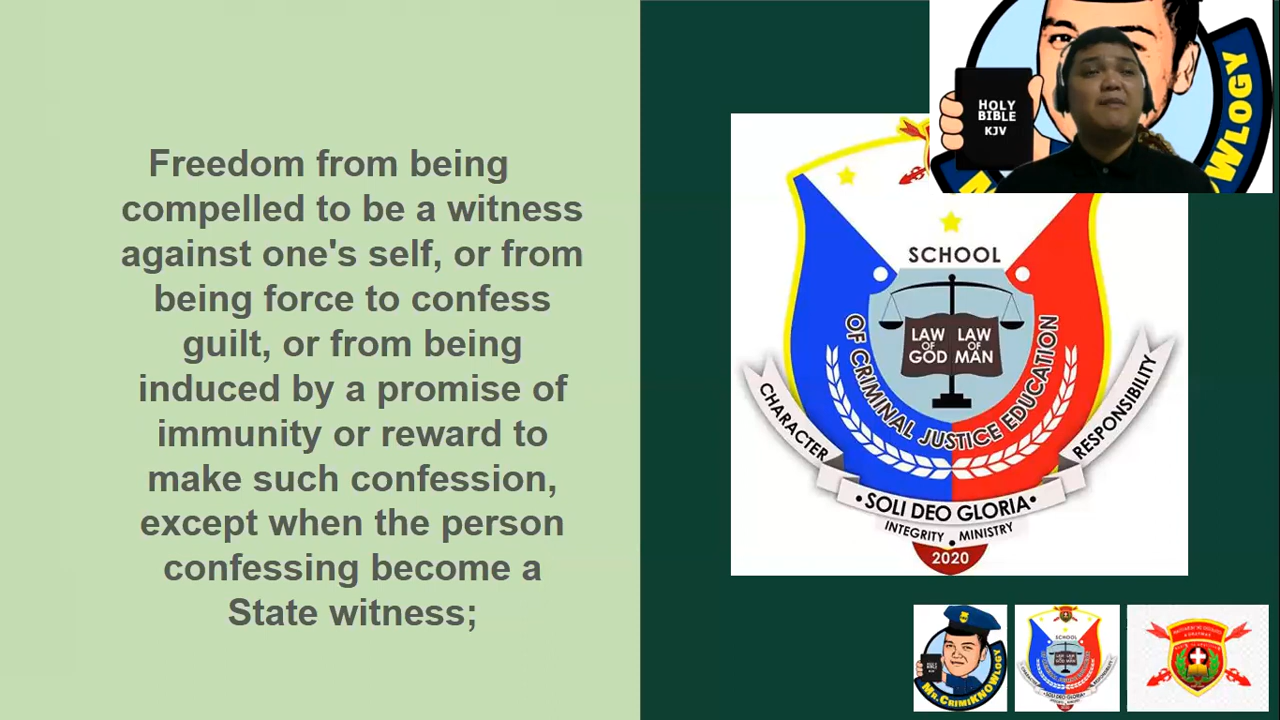 Freedom from being
compelled to be a witness
against one's self, or from
being force to confess
guilt, or from being
induced by a promise of
immunity or reward to
make such confession,
except when the person
confessing become a
State witness;
HOLY
BIBLE
KJV
WLOGY
SCHOOL
OF CRIMINAL JUSTICE EDUCATION
LAW OF GOD
LAW OF MAN
CHARACTER
RESPONSIBILITY
•SOLI DEO GLORIA•
INTEGRITY • MINISTRY
2020
MR.CRIMIKNOWLOGY
SCHOOL